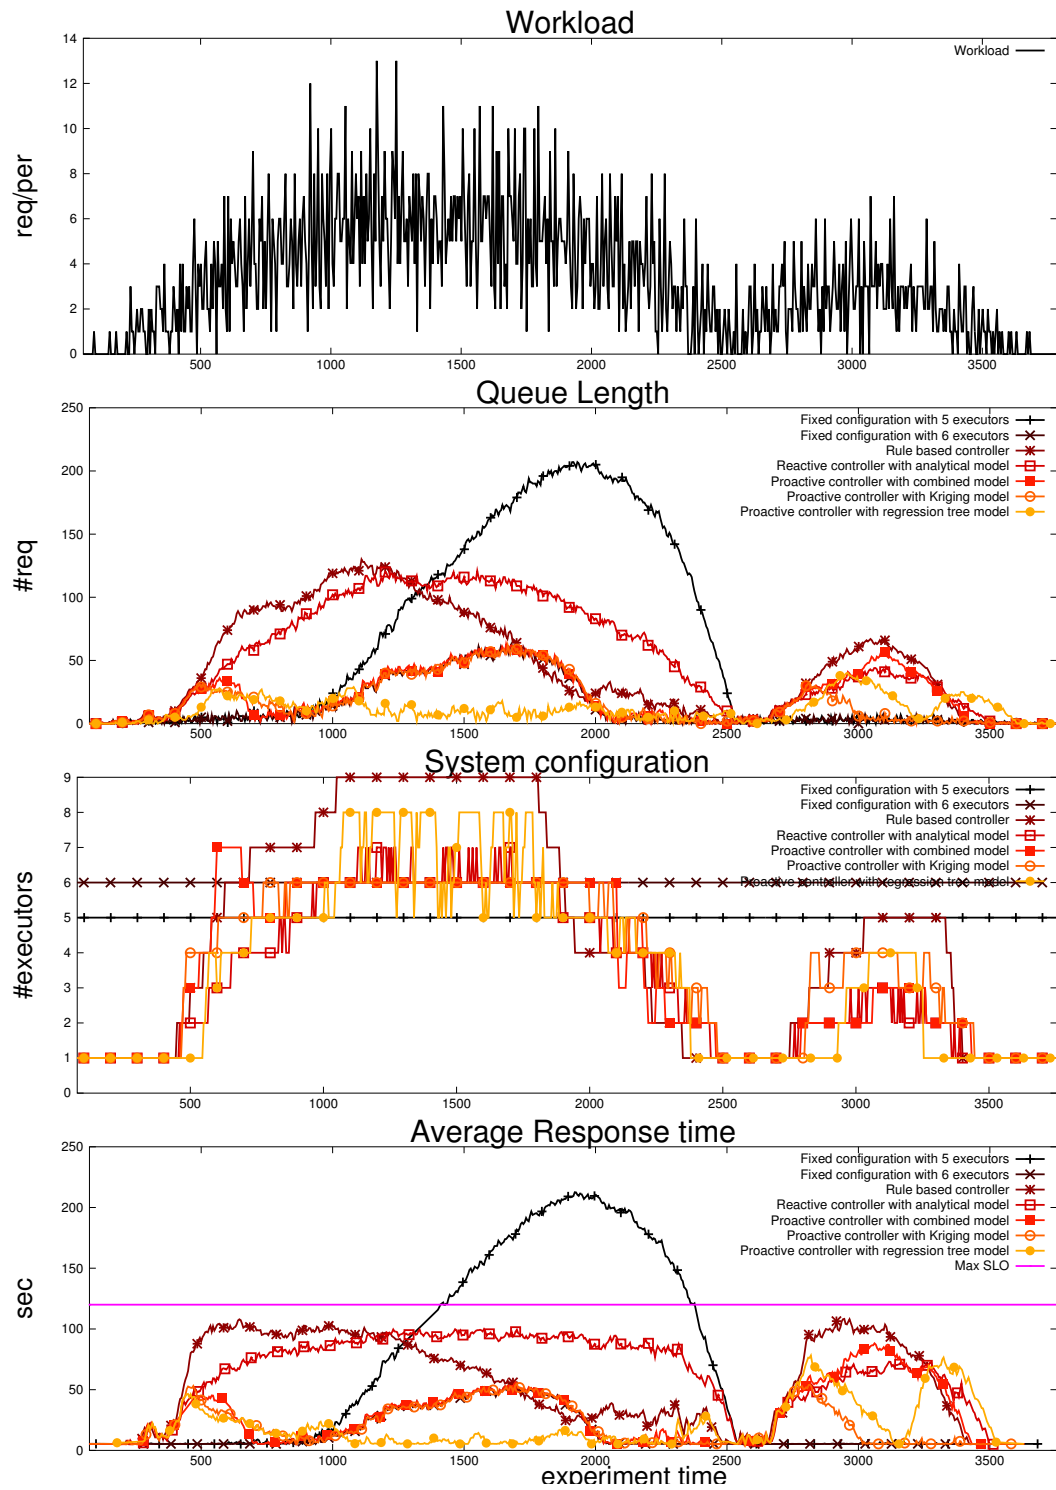 Workload
14
12
10
8
6
4
2
0
req/per
Workload
500 1000 1500 2000 2500 3000 3500
Queue Length
250
200
150
100
50
0
#req
Fixed configuration with 5 executors
Fixed configuration with 6 executors
Rule based controller
Reactive controller with analytical model
Proactive controller with combined model
Proactive controller with Kriging model
Proactive controller with regression tree model
500 1000 1500 2000 2500 3000 3500
System configuration
9
8
7
6
5
4
3
2
1
0
#executors
Fixed configuration with 5 executors
Fixed configuration with 6 executors
Rule based controller
Reactive controller with analytical model
Proactive controller with combined model
Proactive controller with Kriging model
Proactive controller with regression tree model
500 1000 1500 2000 2500 3000 3500
Average Response time
250
200
150
100
50
0
sec
Fixed configuration with 5 executors
Fixed configuration with 6 executors
Rule based controller
Reactive controller with analytical model
Proactive controller with combined model
Proactive controller with Kriging model
Proactive controller with regression tree model
Max SLO
500 1000 1500 2000 2500 3000 3500
experiment time